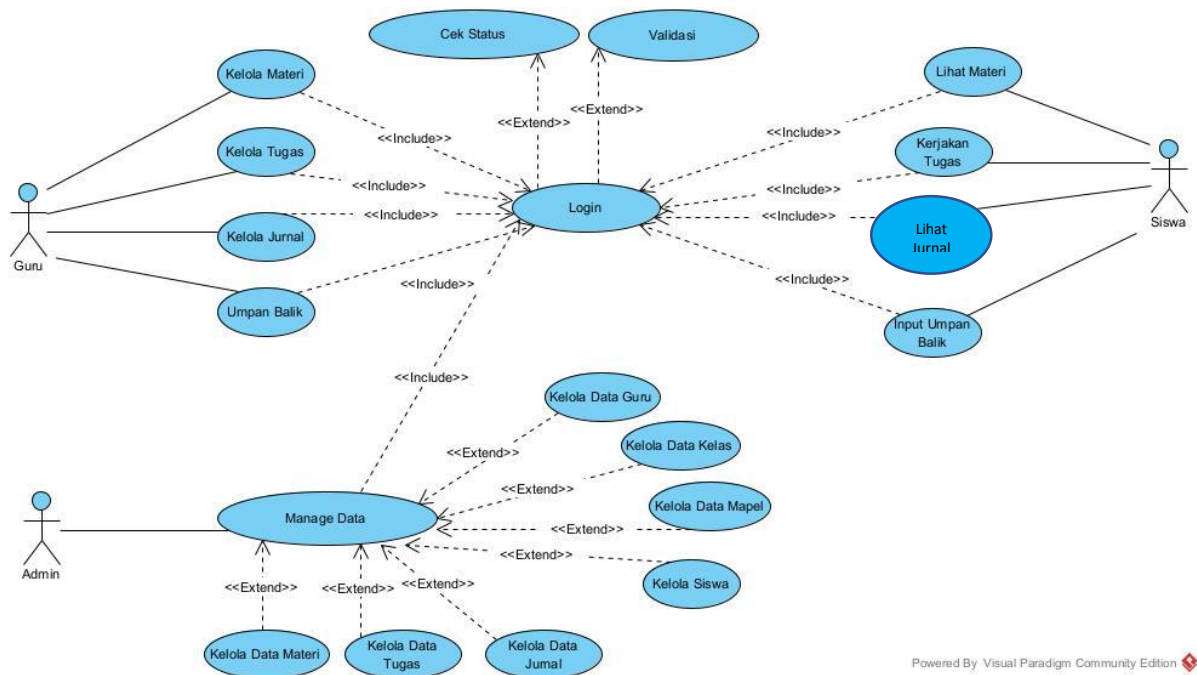 Cek Status
Validasi
Kelola Materi
Lihat Materi
<<Extend>>
<<Extend>>
<<Include>>
<<Include>>
Kelola Tugas
Kerjakan
Tugas
<<Include>>
<<Include>>
Login
<<Include>>
<<Include>>
Kelola Jurnal
Lihat
Jurnal
Guru
Siswa
<<Include>>
<<Include>>
Umpan Balik
Input Umpan
Balik
<<Include>>
Kelola Data Guru
<<Extend>>
Kelola Data Kelas
<<Extend>>
Kelola Data Mapel
Manage Data
<<Extend>>
<<Extend>>
Admin
Kelola Siswa
<<Extend>>
<<Extend>>
<<Extend>>
Kelola Data Materi
Kelola Data
Tugas
Kelola Data
Jurnal
Powered By Visual Paradigm Community Edition